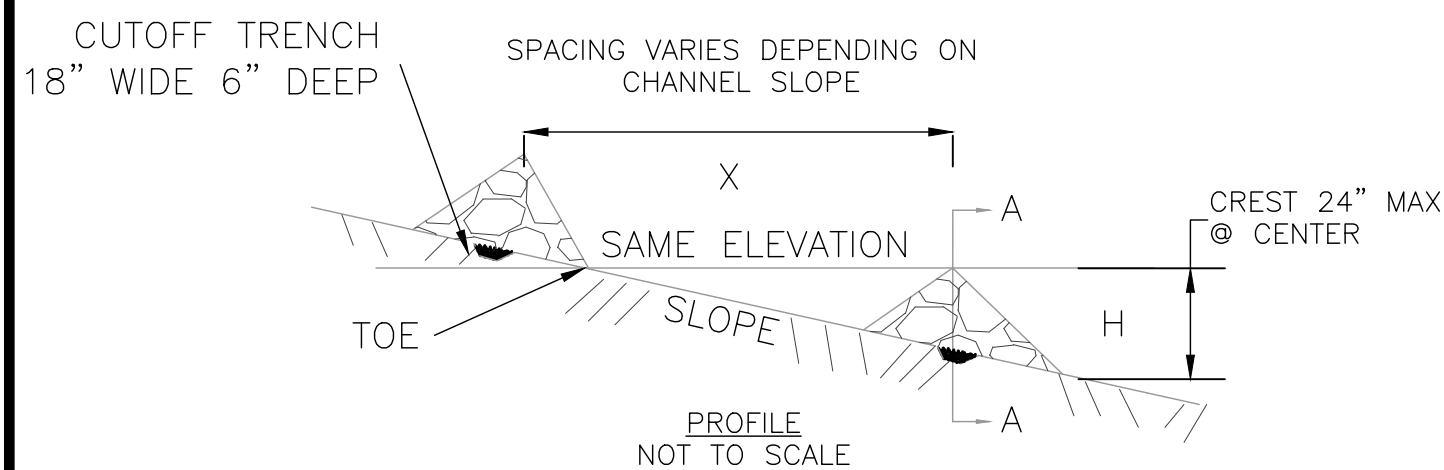 CUTOFF TRENCH
18” WIDE 6” DEEP
SPACING VARIES DEPENDING ON
CHANNEL SLOPE
X
A
CREST 24” MAX
@ CENTER
SAME ELEVATION
SLOPE
H
TOE
A
PROFILE
NOT TO SCALE